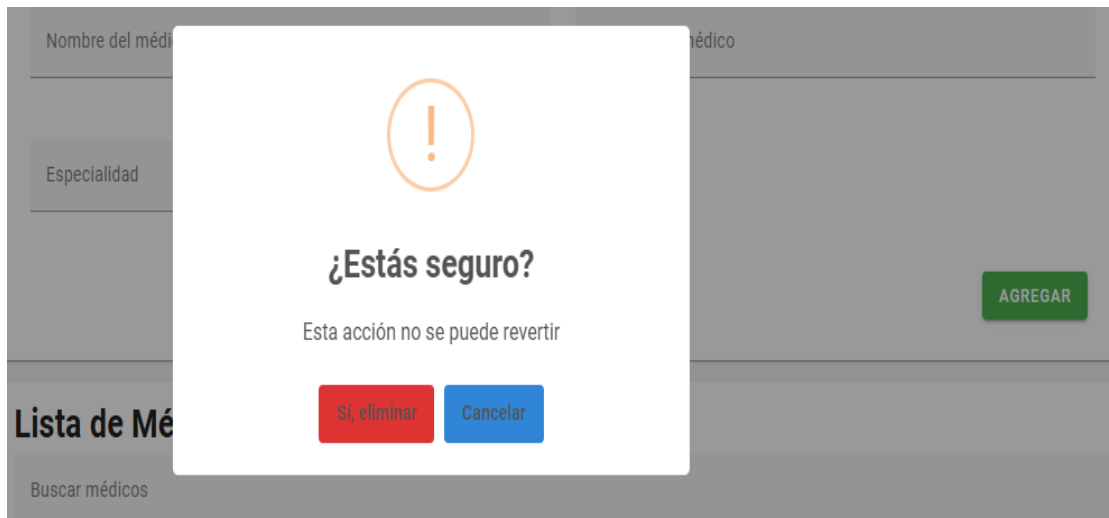 Nombre del médi
édico
¿Estás seguro?
Especialidad
Esta acción no se puede revertir
AGREGAR
Sí, eliminar
Cancelar
Lista de Mé
Buscar médicos